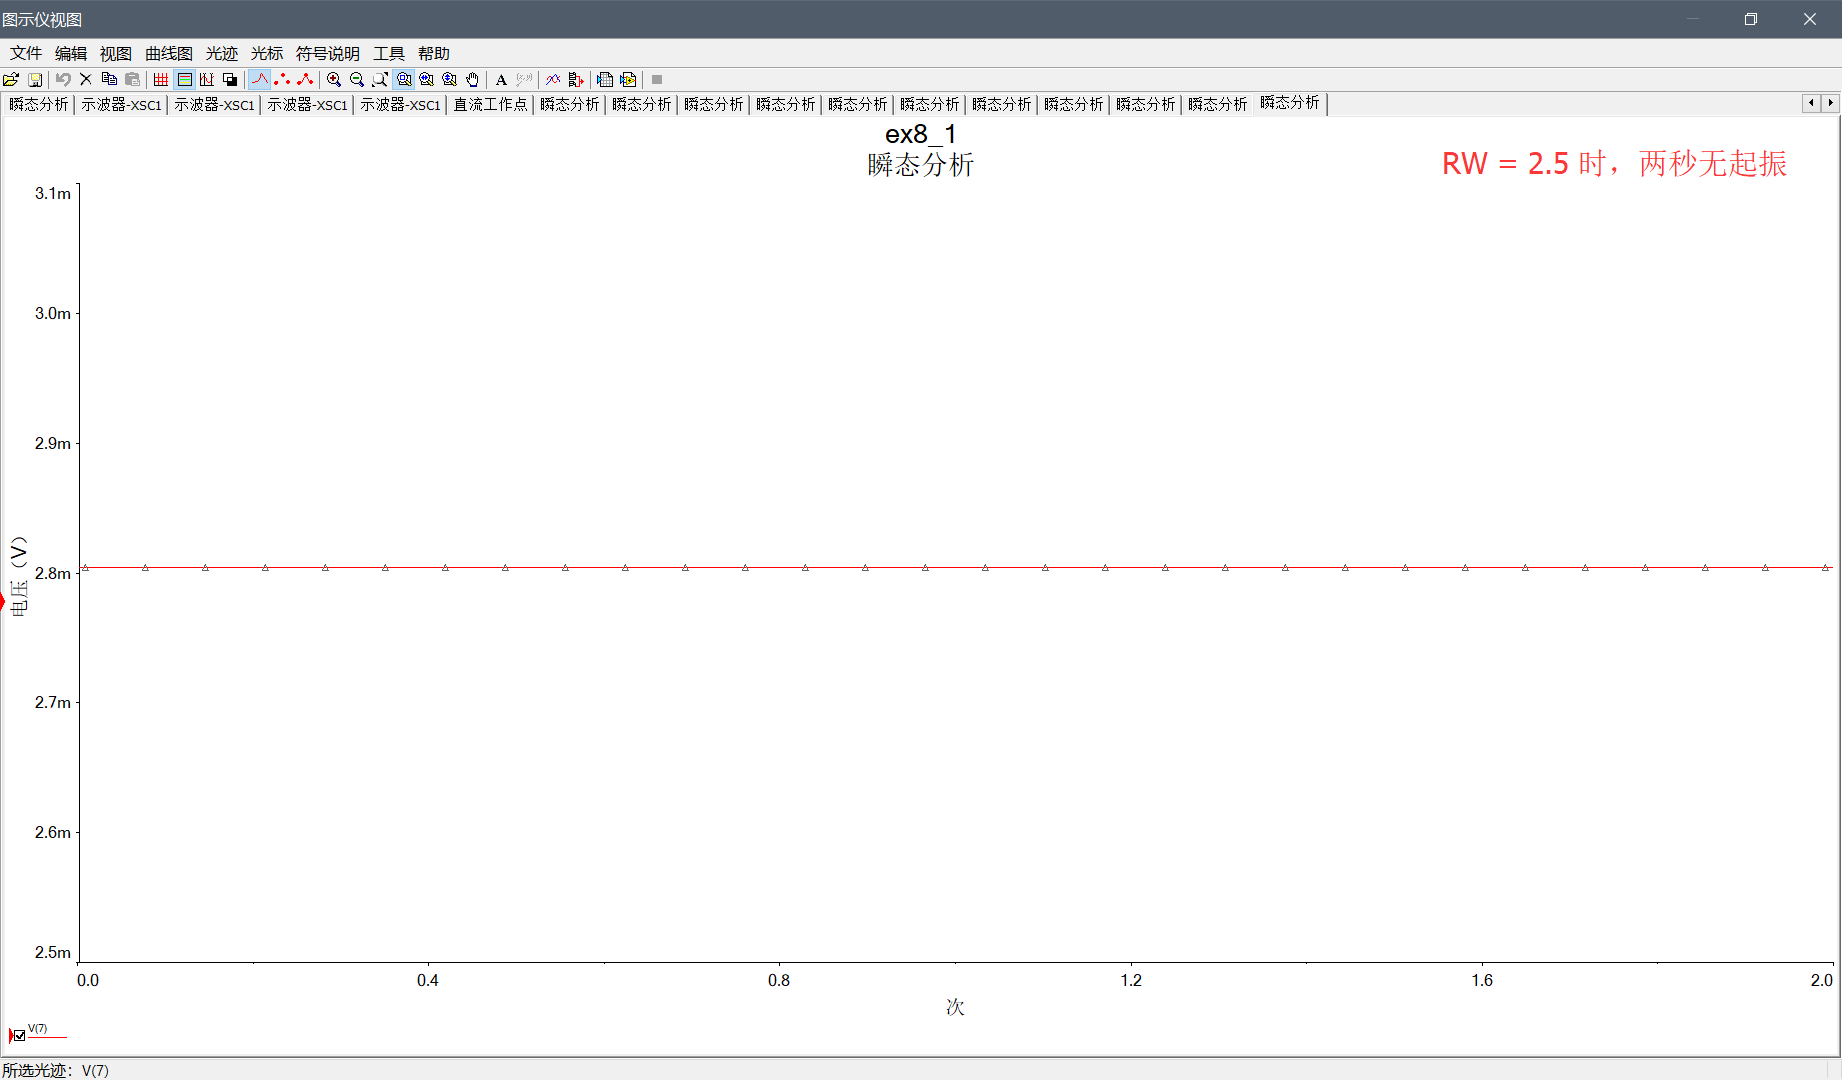 图示仪视图
文件 编辑 视图 曲线图 光迹 光标 符号说明 工具 帮助
A
瞬态分析 示波器-XSC1 示波器-XSC1 示波器-XSC1 示波器-XSC1 直流工作点 瞬态分析 瞬态分析 瞬态分析 瞬态分析 瞬态分析 瞬态分析 瞬态分析 瞬态分析 瞬态分析 瞬态分析 瞬态分析
ex8_1
瞬态分析
RW = 2.5 时，两秒无起振
3.1m
3.0m
2.9m
2.8m
2.7m
2.6m
2.5m
电压（V）
0.0 0.4 0.8 1.2 1.6 2.0
次
V(7)
所选光迹：V(7)